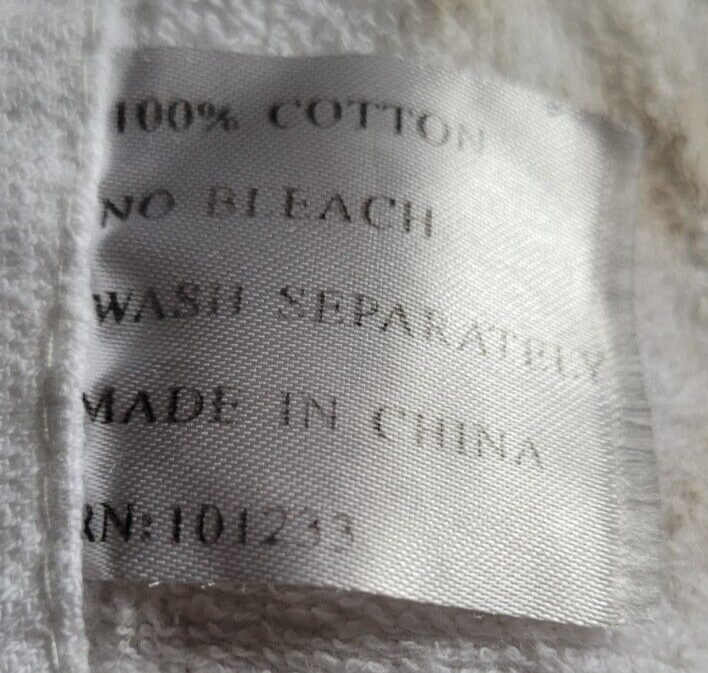 100% COTTON
NO BLEACH
WASH SEPARATELY
MADE IN CHINA
RN:101233